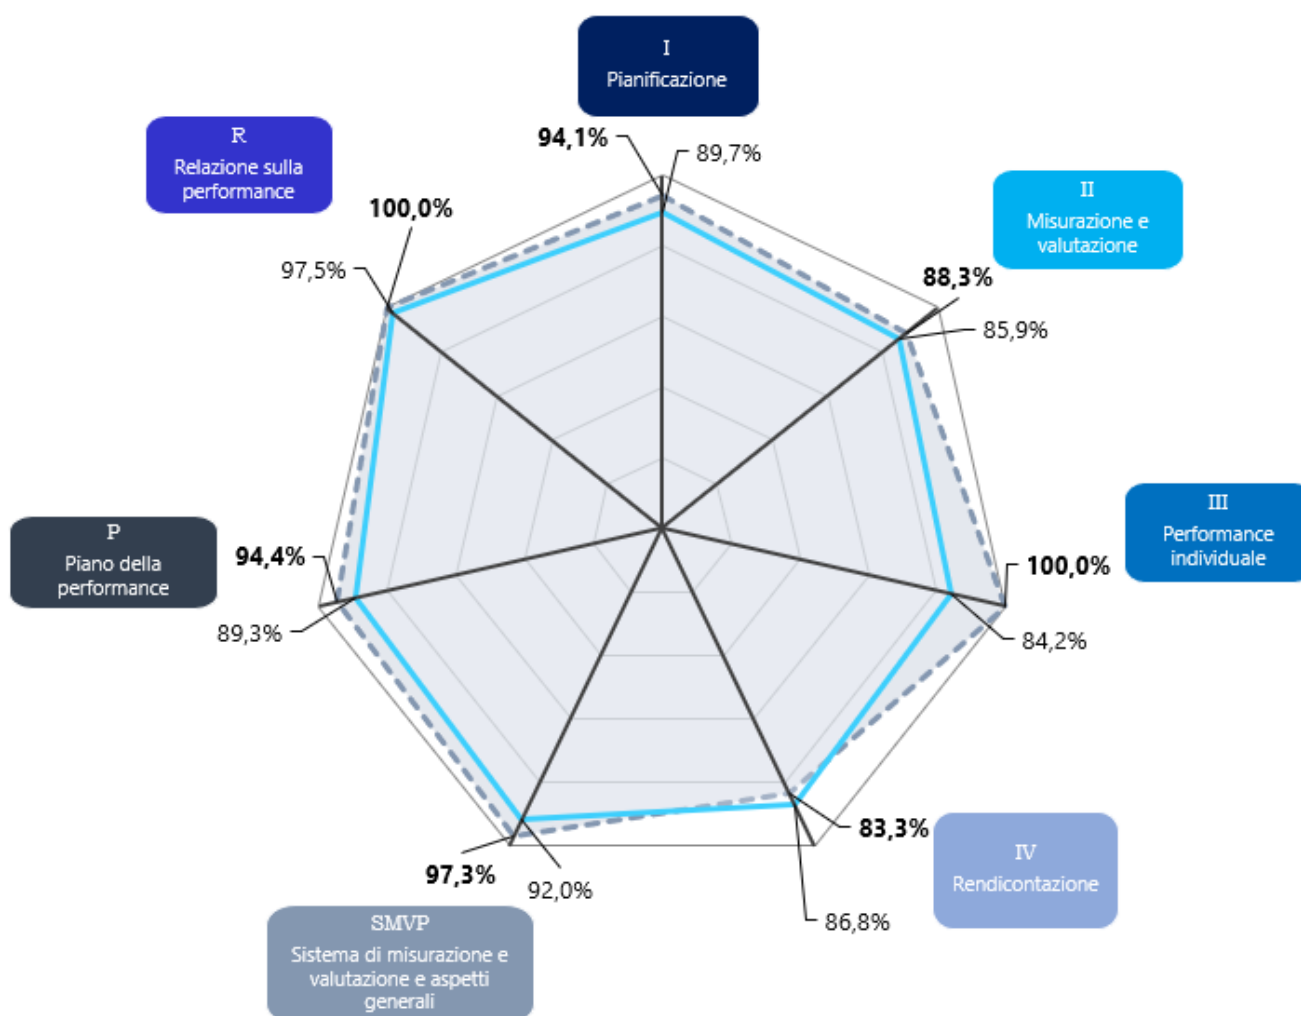 I
Pianificazione
94,1%
89,7%
R
Relazione sulla
performance
100,0%
97,5%
II
Misurazione e
valutazione
88,3%
85,9%
III
Performance
individuale
100,0%
84,2%
P
Piano della
performance
94,4%
89,3%
IV
Rendicontazione
83,3%
86,8%
97,3%
92,0%
SMVP
Sistema di misurazione e
valutazione e aspetti
generali